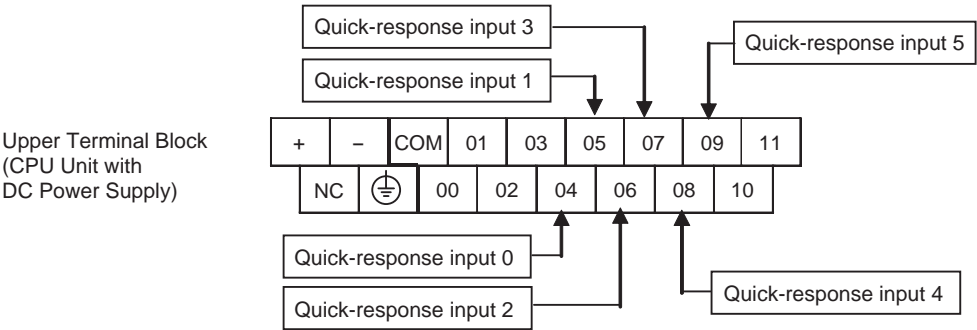 Quick-response input 3
Quick-response input 5
Quick-response input 1
Upper Terminal Block
(CPU Unit with
DC Power Supply)
+ – COM 01 03 05 07 09 11
NC 00 02 04 06 08 10
Quick-response input 0
Quick-response input 2
Quick-response input 4